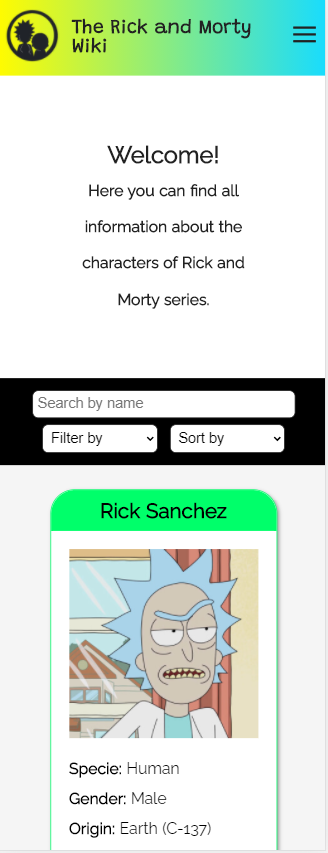 The Rick and Morty
Wiki
Welcome!
Here you can find all
information about the
characters of Rick and
Morty series.
Search by name
Filter by
Sort by
Rick Sanchez
Specie: Human
Gender: Male
Origin: Earth (C-137)